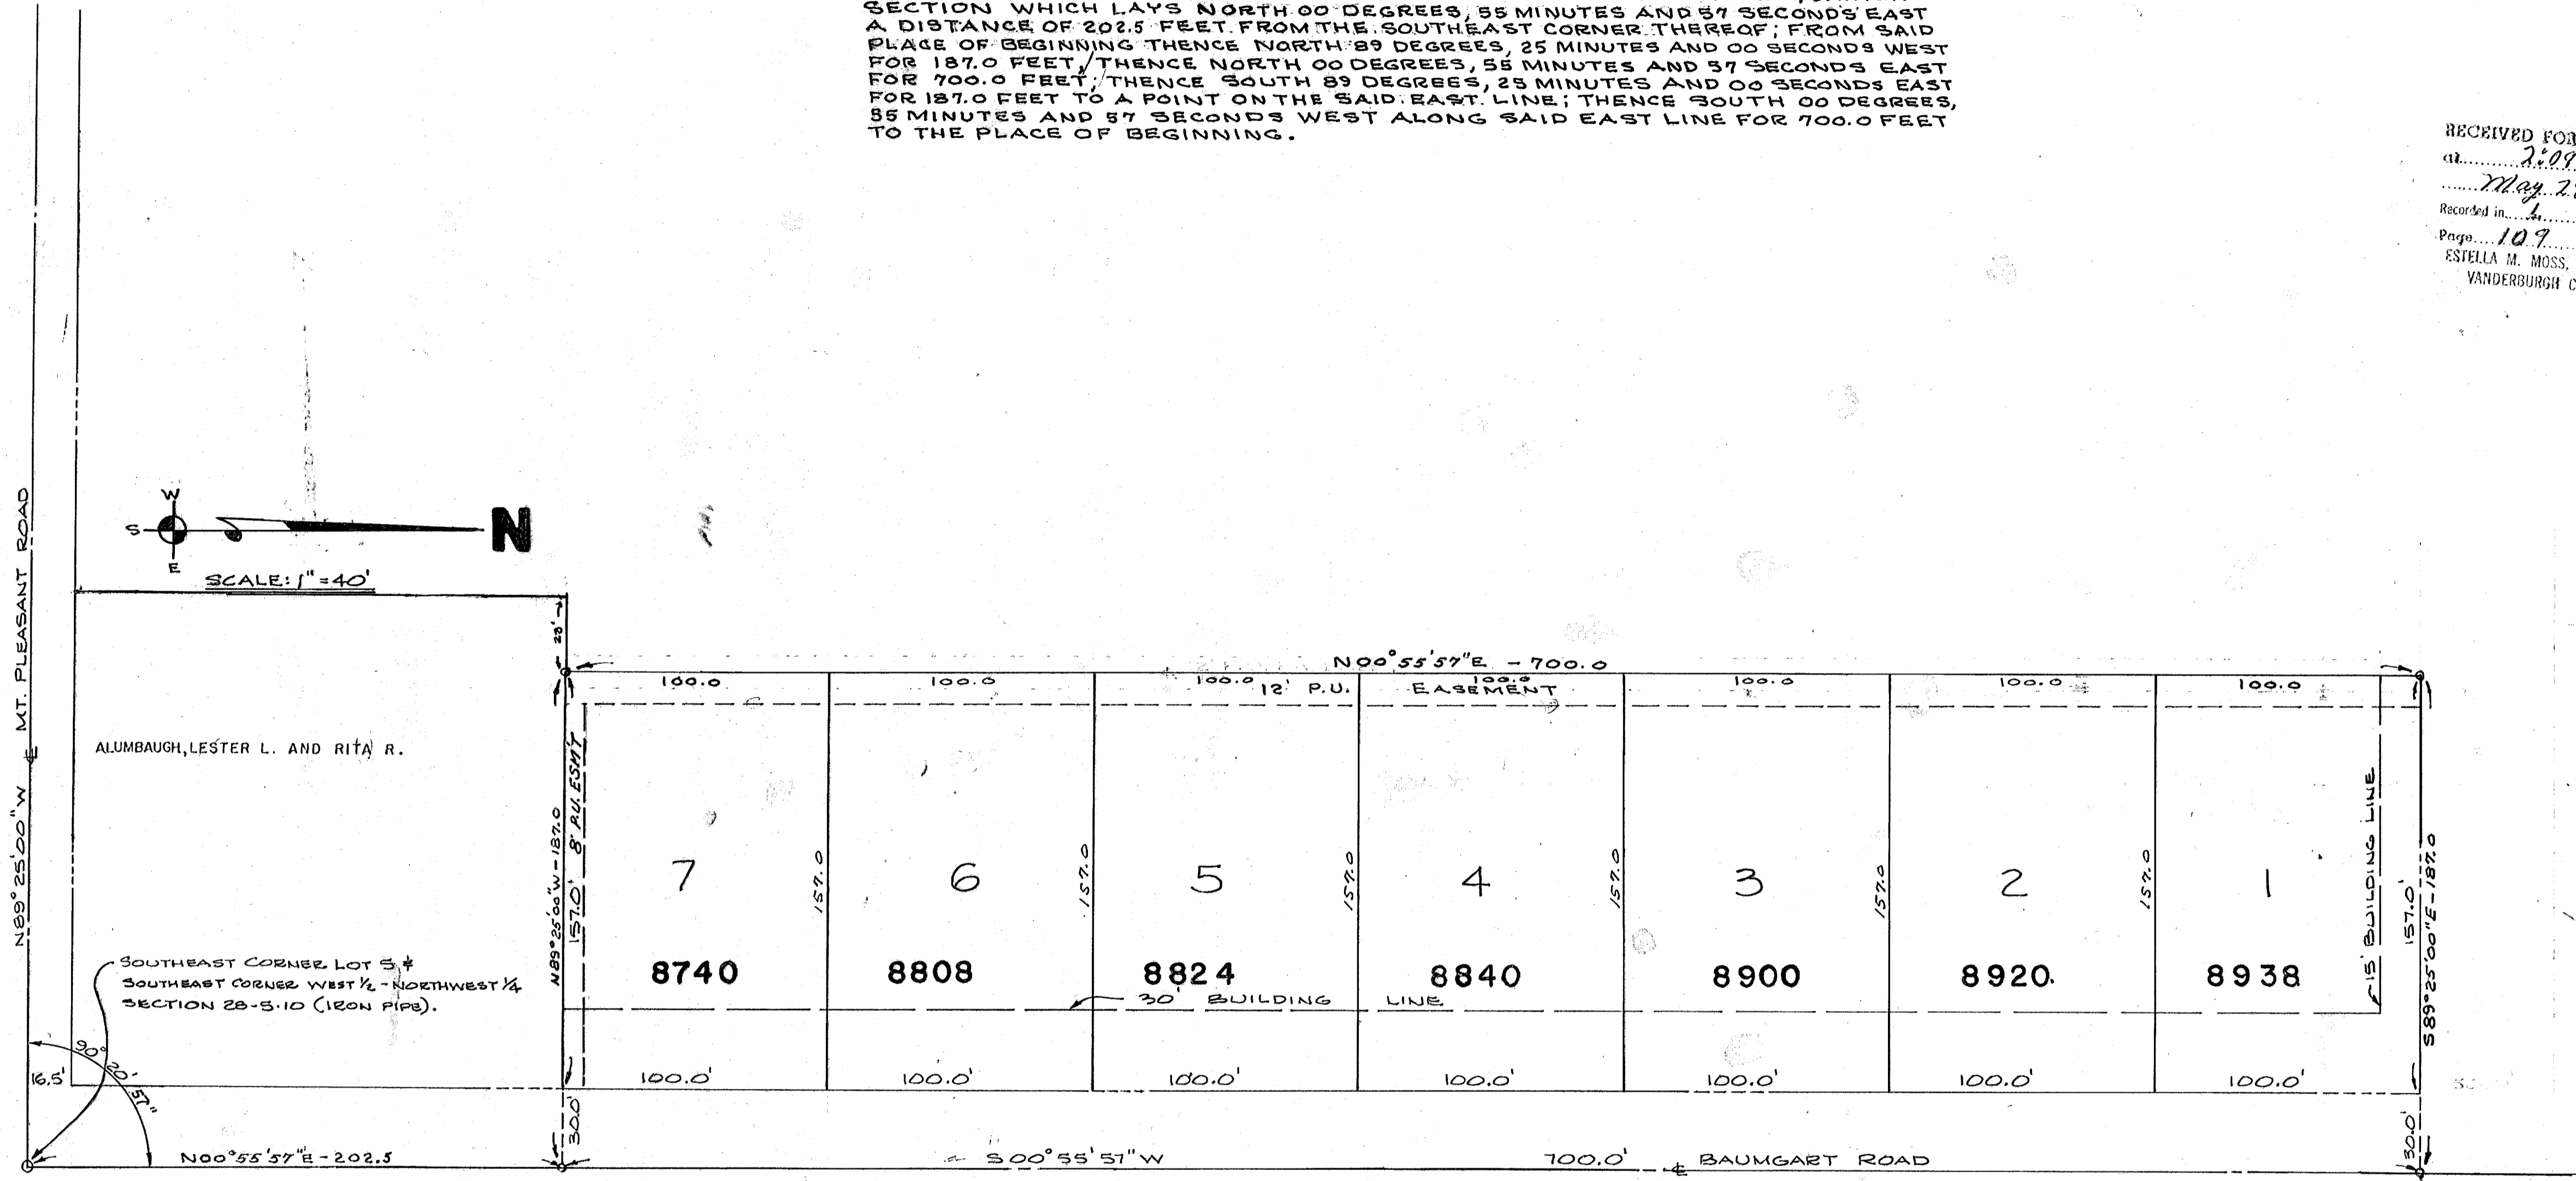 SECTION WHICH LAYS NORTH 00 DEGREES, 55 MINUTES AND 57 SECONDS EAST
A DISTANCE OF 202.5 FEET FROM THE SOUTHEAST CORNER THEREOF; FROM SAID
PLACE OF BEGINNING THENCE NORTH 89 DEGREES, 25 MINUTES AND 00 SECONDS WEST
FOR 187.0 FEET, THENCE NORTH 00 DEGREES, 55 MINUTES AND 57 SECONDS EAST
FOR 700.0 FEET; THENCE SOUTH 89 DEGREES, 25 MINUTES AND 00 SECONDS EAST
FOR 187.0 FEET TO A POINT ON THE SAID EAST LINE; THENCE SOUTH 00 DEGREES,
55 MINUTES AND 57 SECONDS WEST ALONG SAID EAST LINE FOR 700.0 FEET
TO THE PLACE OF BEGINNING.
RECEIVED FOR
at 2:09
May 2
Recorded in L
Page 109
ESTELLA M. MOSS,
VANDERBURGH C
W
S
E
N
SCALE: 1" = 40'
N89°25'00"W ℄ MT. PLEASANT ROAD
ALUMBAUGH, LESTER L. AND RITA R.
SOUTHEAST CORNER LOT 5 &
SOUTHEAST CORNER WEST 1/2 - NORTHWEST 1/4
SECTION 28-5-10 (IRON PIPE).
90° 20' 57"
16.5'
N00°55'57"E - 202.5
23'
N00°55'57"E - 700.0
100.0 100.0 100.0 100.0 100.0 100.0 100.0
12' P.U. EASEMENT
N89°25'00"W - 187.0
157.0' 8' P.U. ESMT
157.0 157.0 157.0 157.0 157.0 157.0
7 6 5 4 3 2 1
8740 8808 8824 8840 8900 8920. 8938
30' BUILDING LINE
15' BUILDING LINE
157.0'
S89°25'00"E - 187.0
100.0' 100.0' 100.0' 100.0' 100.0' 100.0' 100.0'
30.0'
30.0'
S00°55'57"W 700.0' ℄ BAUMGART ROAD